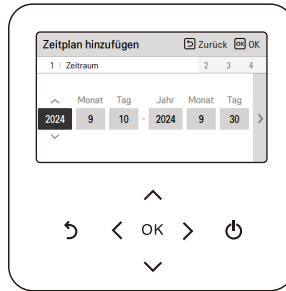 Zeitplan hinzufügen Zurück OK OK
1 Zeitraum 2 3 4
Monat Tag Jahr Monat Tag
2024 9 10 - 2024 9 30
OK